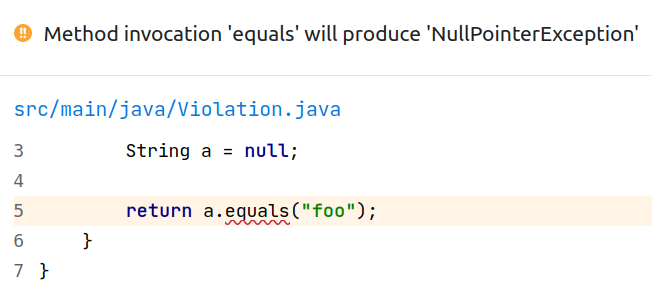 !! Method invocation 'equals' will produce 'NullPointerException'
src/main/java/Violation.java
3 String a = null;
4
5 return a.equals("foo");
6 }
7 }